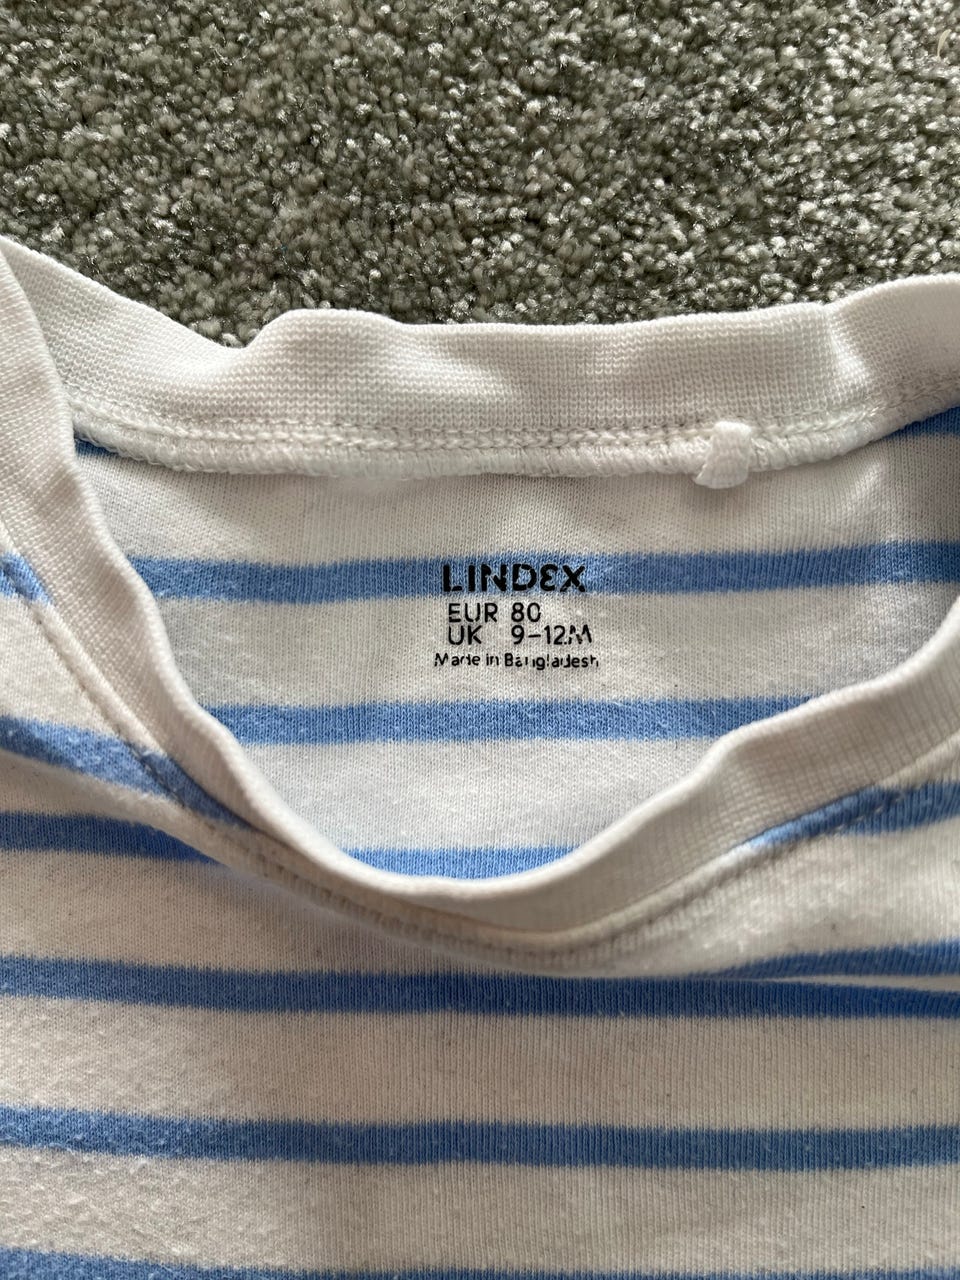 LINDEX
EUR 80
UK 9-12M
Made in Bangladesh